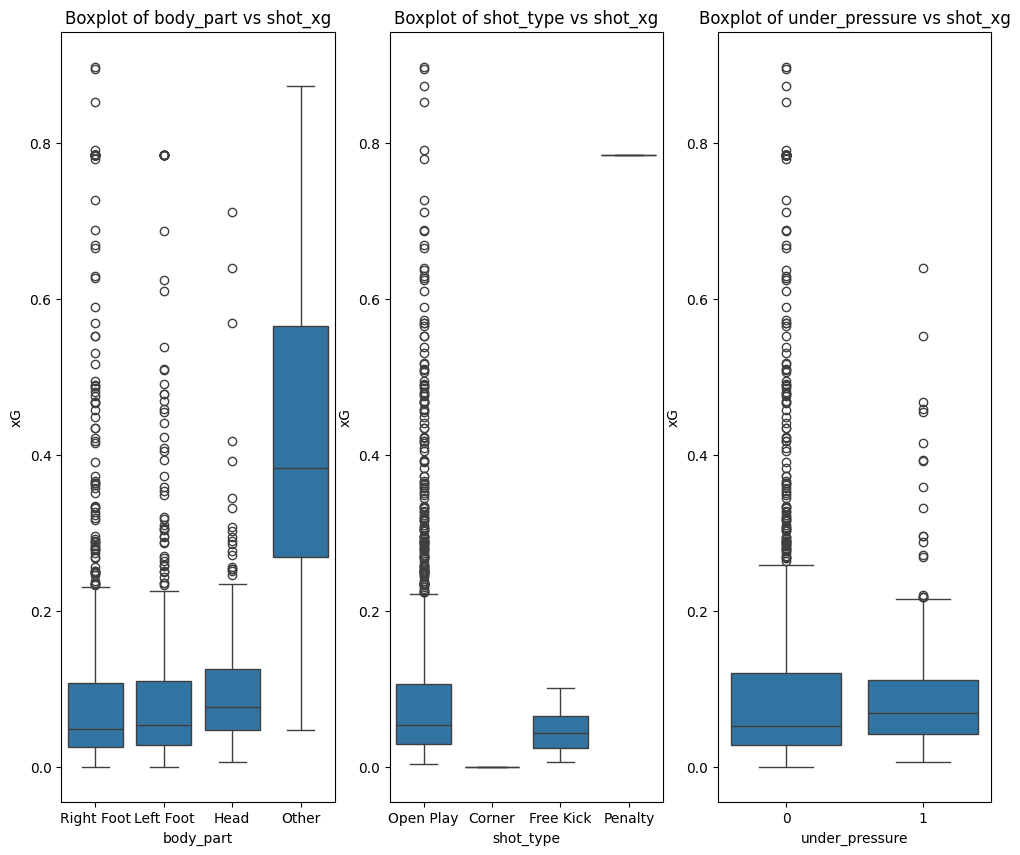 Boxplot of body_part vs shot_xg
xG
0.8
0.6
0.4
0.2
0.0
Right Foot Left Foot Head Other
body_part
Boxplot of shot_type vs shot_xg
xG
0.8
0.6
0.4
0.2
0.0
Open Play Corner Free Kick Penalty
shot_type
Boxplot of under_pressure vs shot_xg
xG
0.8
0.6
0.4
0.2
0.0
0 1
under_pressure